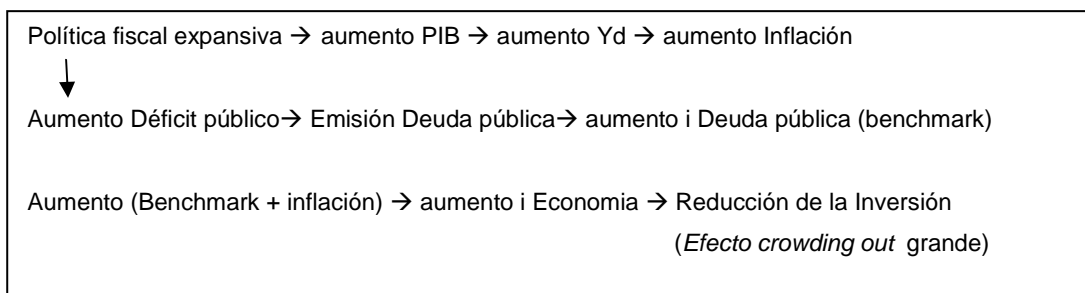 Política fiscal expansiva → aumento PIB → aumento Yd → aumento Inflación
Aumento Déficit público→ Emisión Deuda pública→ aumento i Deuda pública (benchmark)
Aumento (Benchmark + inflación) → aumento i Economia → Reducción de la Inversión
(Efecto crowding out  grande)